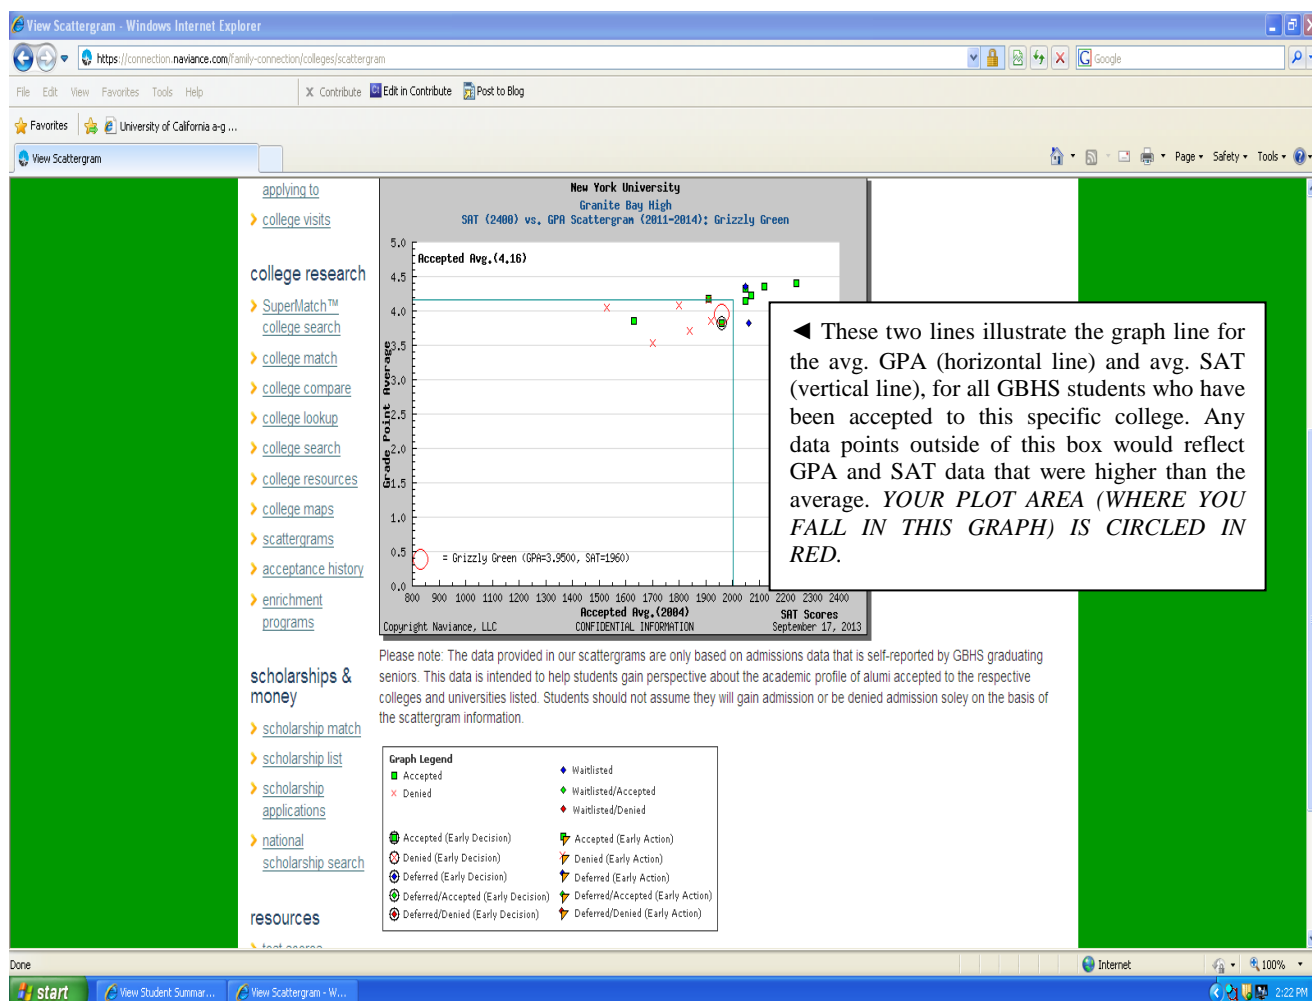 View Scattergram - Windows Internet Explorer
https://connection.naviance.com/family-connection/colleges/scattergram
Google
File Edit View Favorites Tools Help
X Contribute Edit in Contribute Post to Blog
Favorites University of California a-g ...
View Scattergram
Page Safety Tools
applying to
college visits
college research
SuperMatch™
college search
college match
college compare
college lookup
college search
college resources
college maps
scattergrams
acceptance history
enrichment
programs
scholarships &
money
scholarship match
scholarship list
scholarship
applications
national
scholarship search
resources
New York University
Granite Bay High
SAT (2400) vs. GPA Scattergram (2011-2014): Grizzly Green
Accepted Avg.(4.16)
Grade Point Average
5.0
4.5
4.0
3.5
3.0
2.5
2.0
1.5
1.0
0.5
0.0
= Grizzly Green (GPA=3.9500, SAT=1960)
800 900 1000 1100 1200 1300 1400 1500 1600 1700 1800 1900 2000 2100 2200 2300 2400
Accepted Avg.(2004) SAT Scores
Copyright Naviance, LLC CONFIDENTIAL INFORMATION September 17, 2013
◄ These two lines illustrate the graph line for
the avg. GPA (horizontal line) and avg. SAT
(vertical line), for all GBHS students who have
been accepted to this specific college. Any
data points outside of this box would reflect
GPA and SAT data that were higher than the
average. YOUR PLOT AREA (WHERE YOU
FALL IN THIS GRAPH) IS CIRCLED IN
RED.
Please note: The data provided in our scattergrams are only based on admissions data that is self-reported by GBHS graduating
seniors. This data is intended to help students gain perspective about the academic profile of alumi accepted to the respective
colleges and universities listed. Students should not assume they will gain admission or be denied admission soley on the basis of
the scattergram information.
Graph Legend
Accepted
Denied
Waitlisted
Waitlisted/Accepted
Waitlisted/Denied
Accepted (Early Decision)
Denied (Early Decision)
Deferred (Early Decision)
Deferred/Accepted (Early Decision)
Deferred/Denied (Early Decision)
Accepted (Early Action)
Denied (Early Action)
Deferred (Early Action)
Deferred/Accepted (Early Action)
Deferred/Denied (Early Action)
Done
Internet
100%
start
View Student Summar...
View Scattergram - W...
2:22 PM